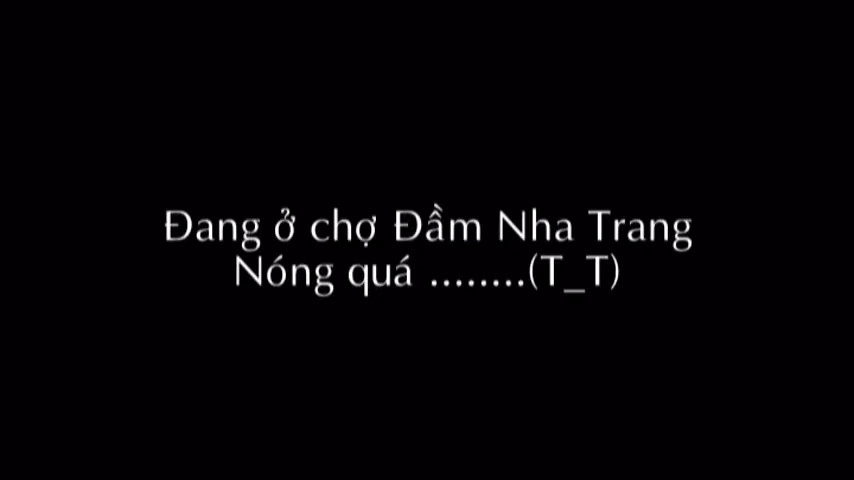 Đang ở chợ Đầm Nha Trang
Nóng quá ........(T_T)